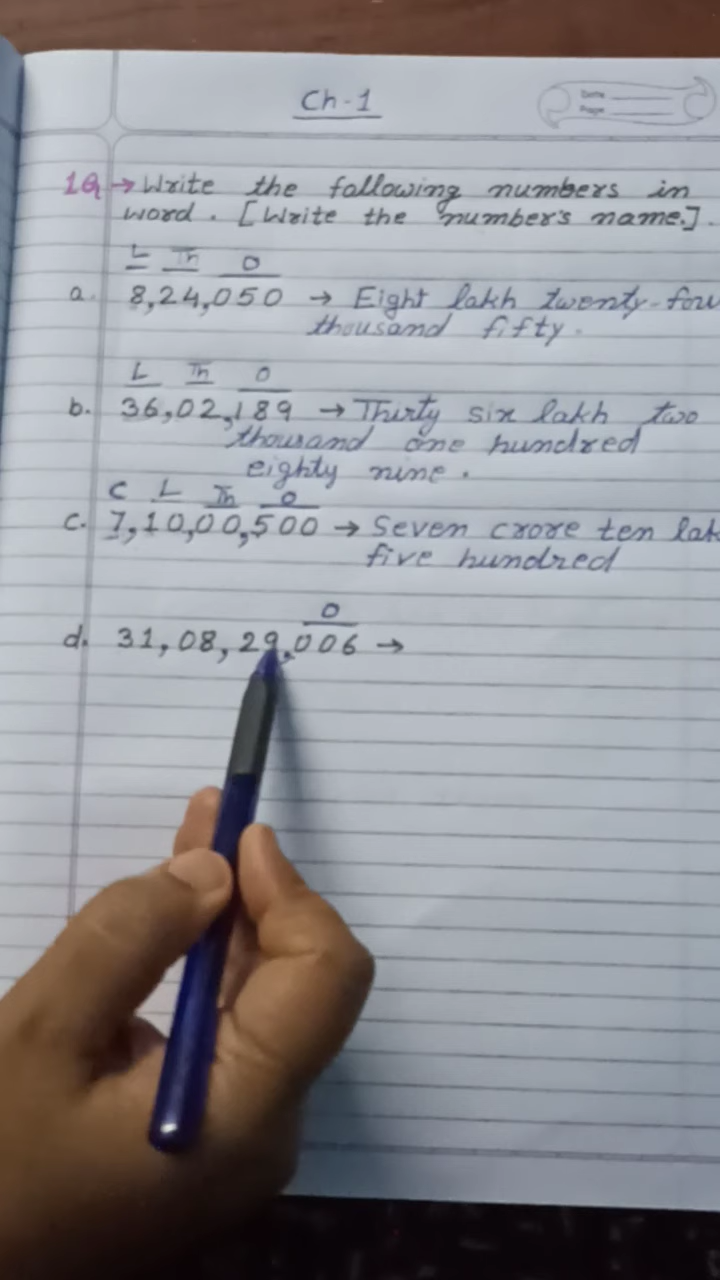 Ch-1
Date
Page
1Q → Write the following numbers in
word. [Write the number's name.].
L Th O
a. 8,24,050 → Eight lakh twenty-fou
thousand fifty.
L Th O
b. 36,02,189 → Thirty six lakh two
thousand one hundred
eighty nine.
C L Th O
c. 7,10,00,500 → Seven crore ten lak
five hundred
O
d. 31,08,29,006 →